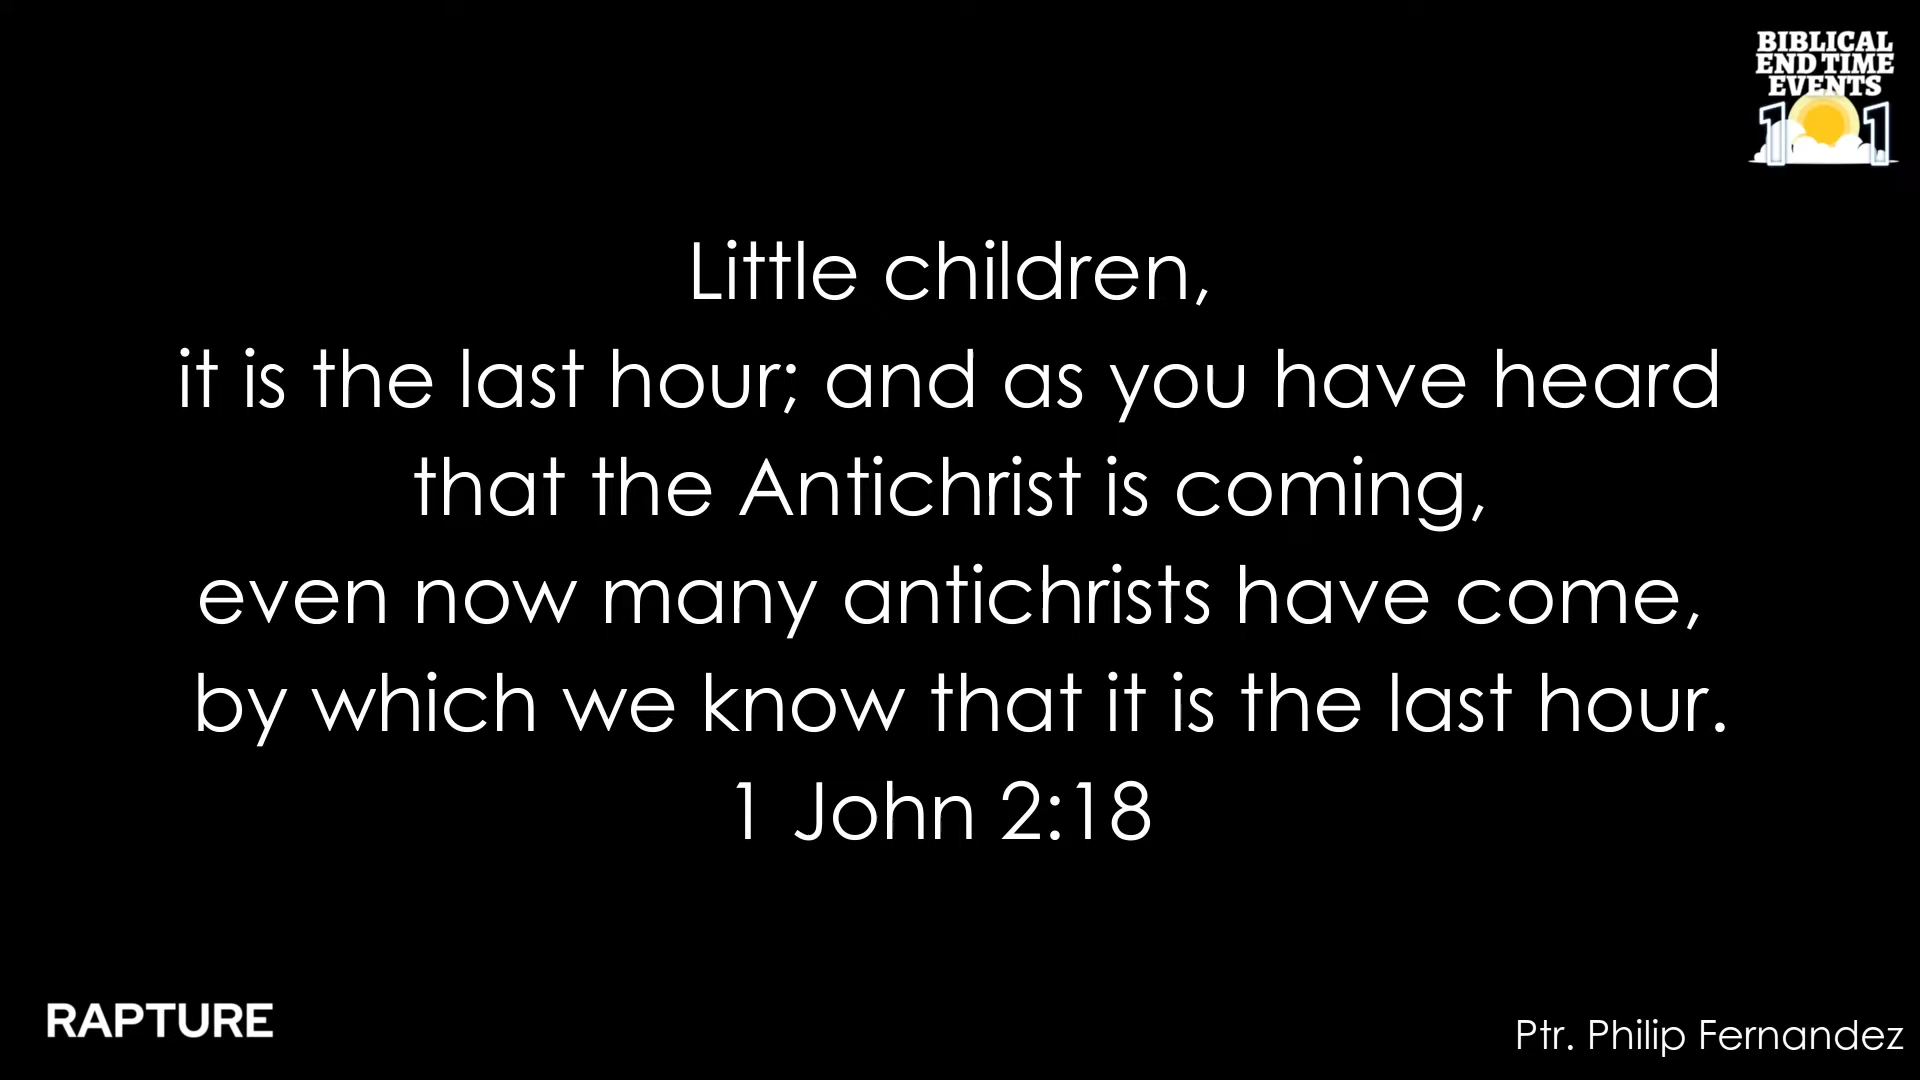 BIBLICAL
END TIME
EVENTS
101
Little children,
it is the last hour; and as you have heard
that the Antichrist is coming,
even now many antichrists have come,
by which we know that it is the last hour.
1 John 2:18
RAPTURE
Ptr. Philip Fernandez